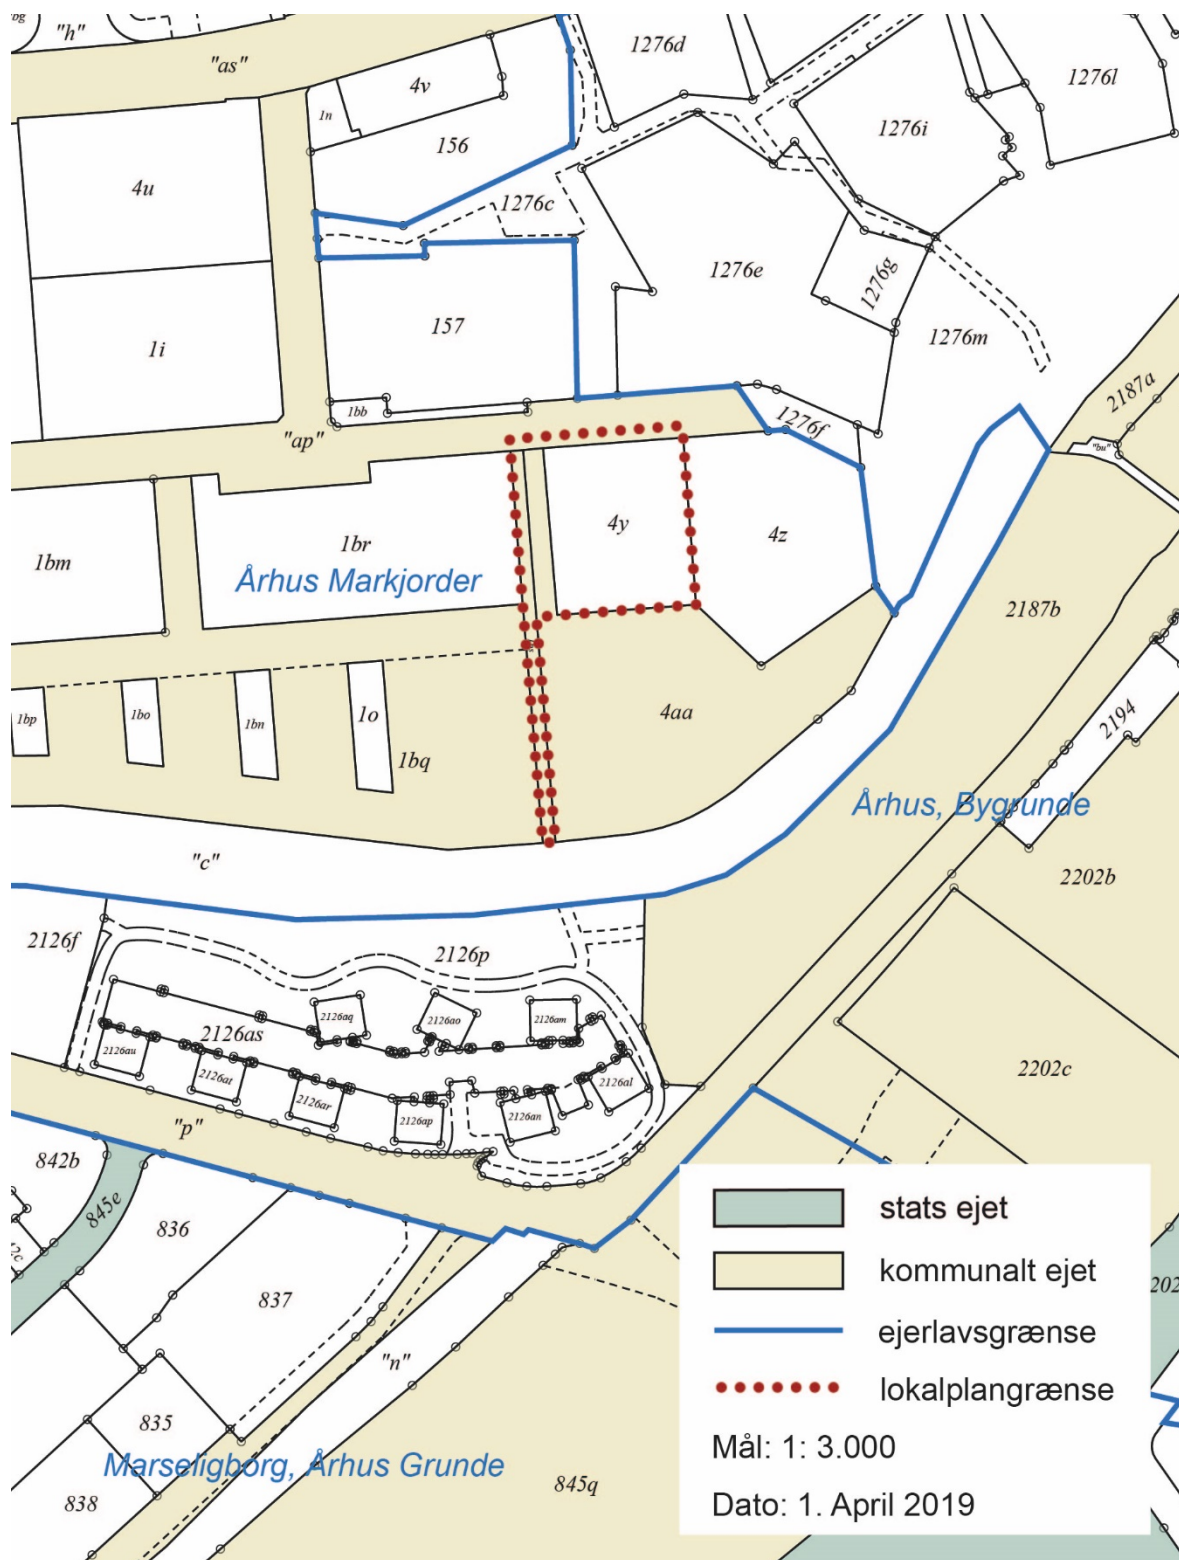 "h"
"as"
1276d
1276l
4v
1n
1276i
156
4u
1276c
1276e
1276g
157
1276m
1i
2187a
1bb
1276f
"ap"
"bu"
4y
4z
1br
1bm
Århus Markjorder
2187b
4aa
2194
1bp
1bo
1bn
1o
1bq
Århus, Bygrunde
"c"
2202b
2126f
2126p
2126aq
2126ao
2126am
2126as
2126au
2126at
2126al
2126ar
2126ap
2126an
2202c
"p"
842b
845e
836
837
"n"
835
838
Marseligborg, Århus Grunde
845q
stats ejet
kommunalt ejet
ejerlavsgrænse
lokalplangrænse
Mål: 1: 3.000
Dato: 1. April 2019